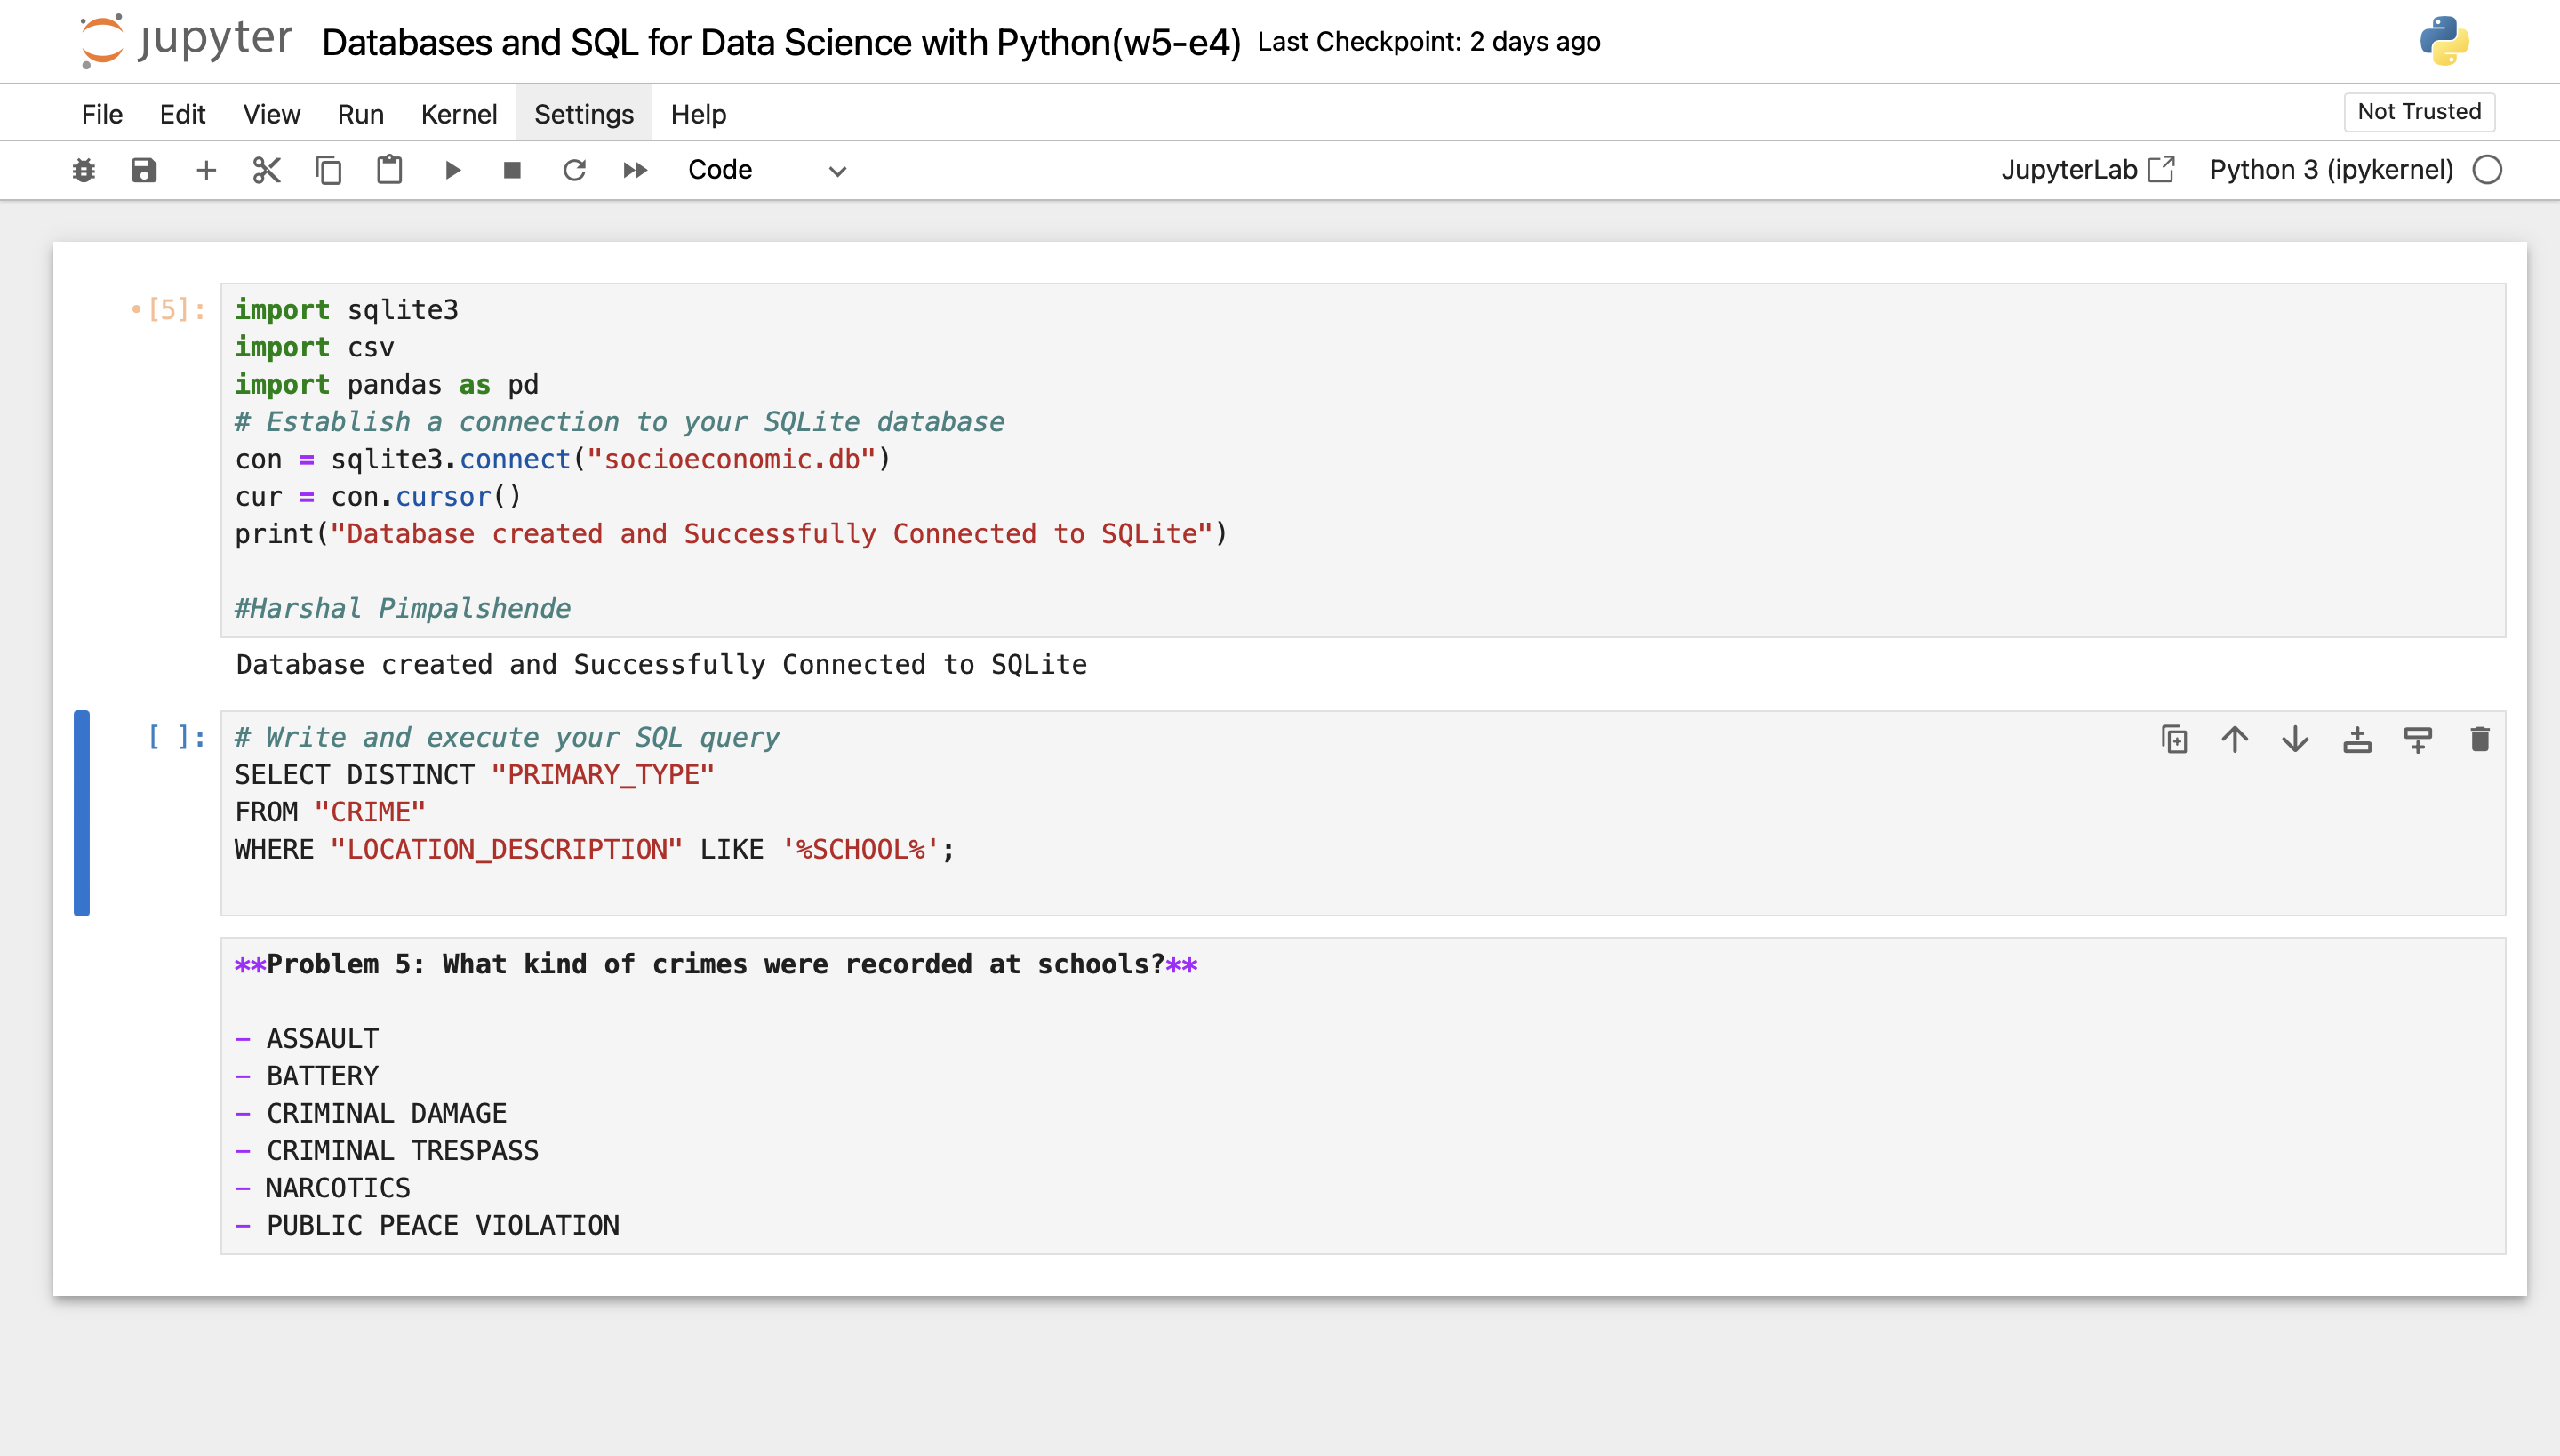 jupyter Databases and SQL for Data Science with Python(w5-e4) Last Checkpoint: 2 days ago
File Edit View Run Kernel Settings Help Not Trusted
Code JupyterLab Python 3 (ipykernel)
•[5]: import sqlite3
import csv
import pandas as pd
# Establish a connection to your SQLite database
con = sqlite3.connect("socioeconomic.db")
cur = con.cursor()
print("Database created and Successfully Connected to SQLite")
#Harshal Pimpalshende
Database created and Successfully Connected to SQLite
[ ]: # Write and execute your SQL query
SELECT DISTINCT "PRIMARY_TYPE"
FROM "CRIME"
WHERE "LOCATION_DESCRIPTION" LIKE '%SCHOOL%';
**Problem 5: What kind of crimes were recorded at schools?**
- ASSAULT
- BATTERY
- CRIMINAL DAMAGE
- CRIMINAL TRESPASS
- NARCOTICS
- PUBLIC PEACE VIOLATION